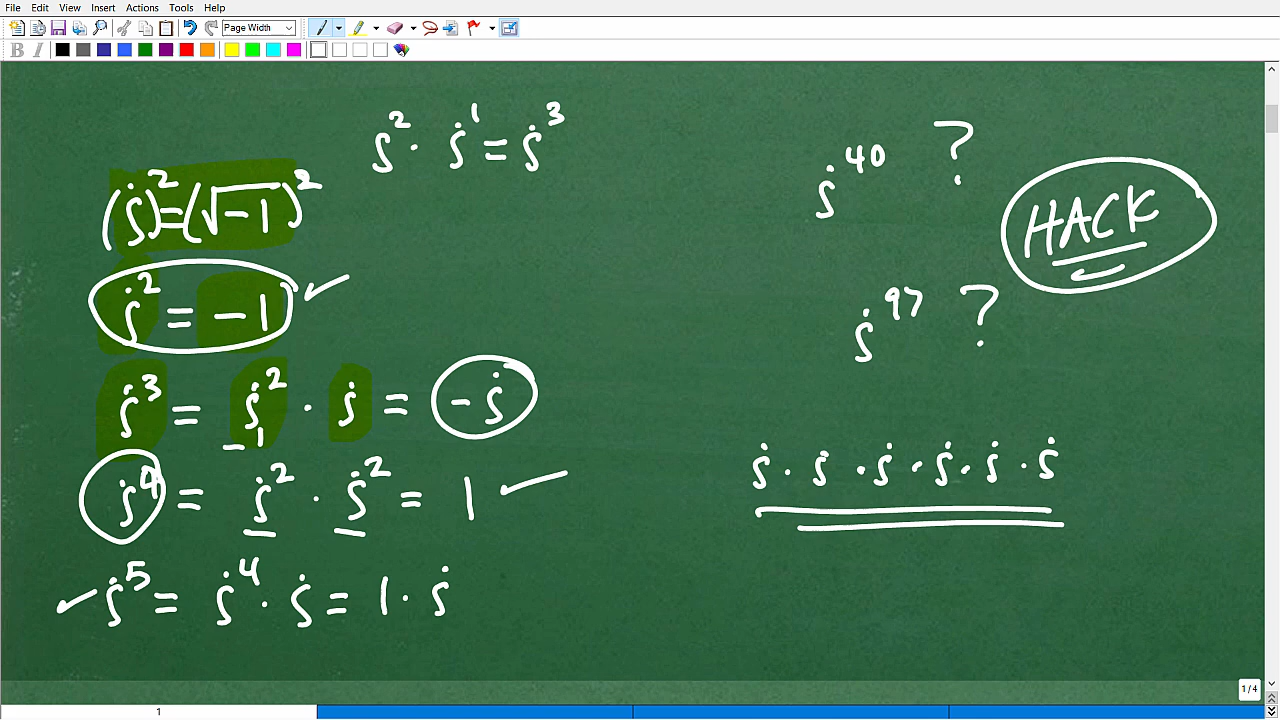 File Edit View Insert Actions Tools Help
Page Width
B I
i² · i¹ = i³
(i)² = (√-1)²
i² = -1
i³ = i² · i = -i
-1
i⁴ = i² · i² = 1
i⁵ = i⁴ · i = 1 · i
i⁴⁰ ?
HACK
i⁹⁷ ?
i · i · i · i · i · i
1/4
1